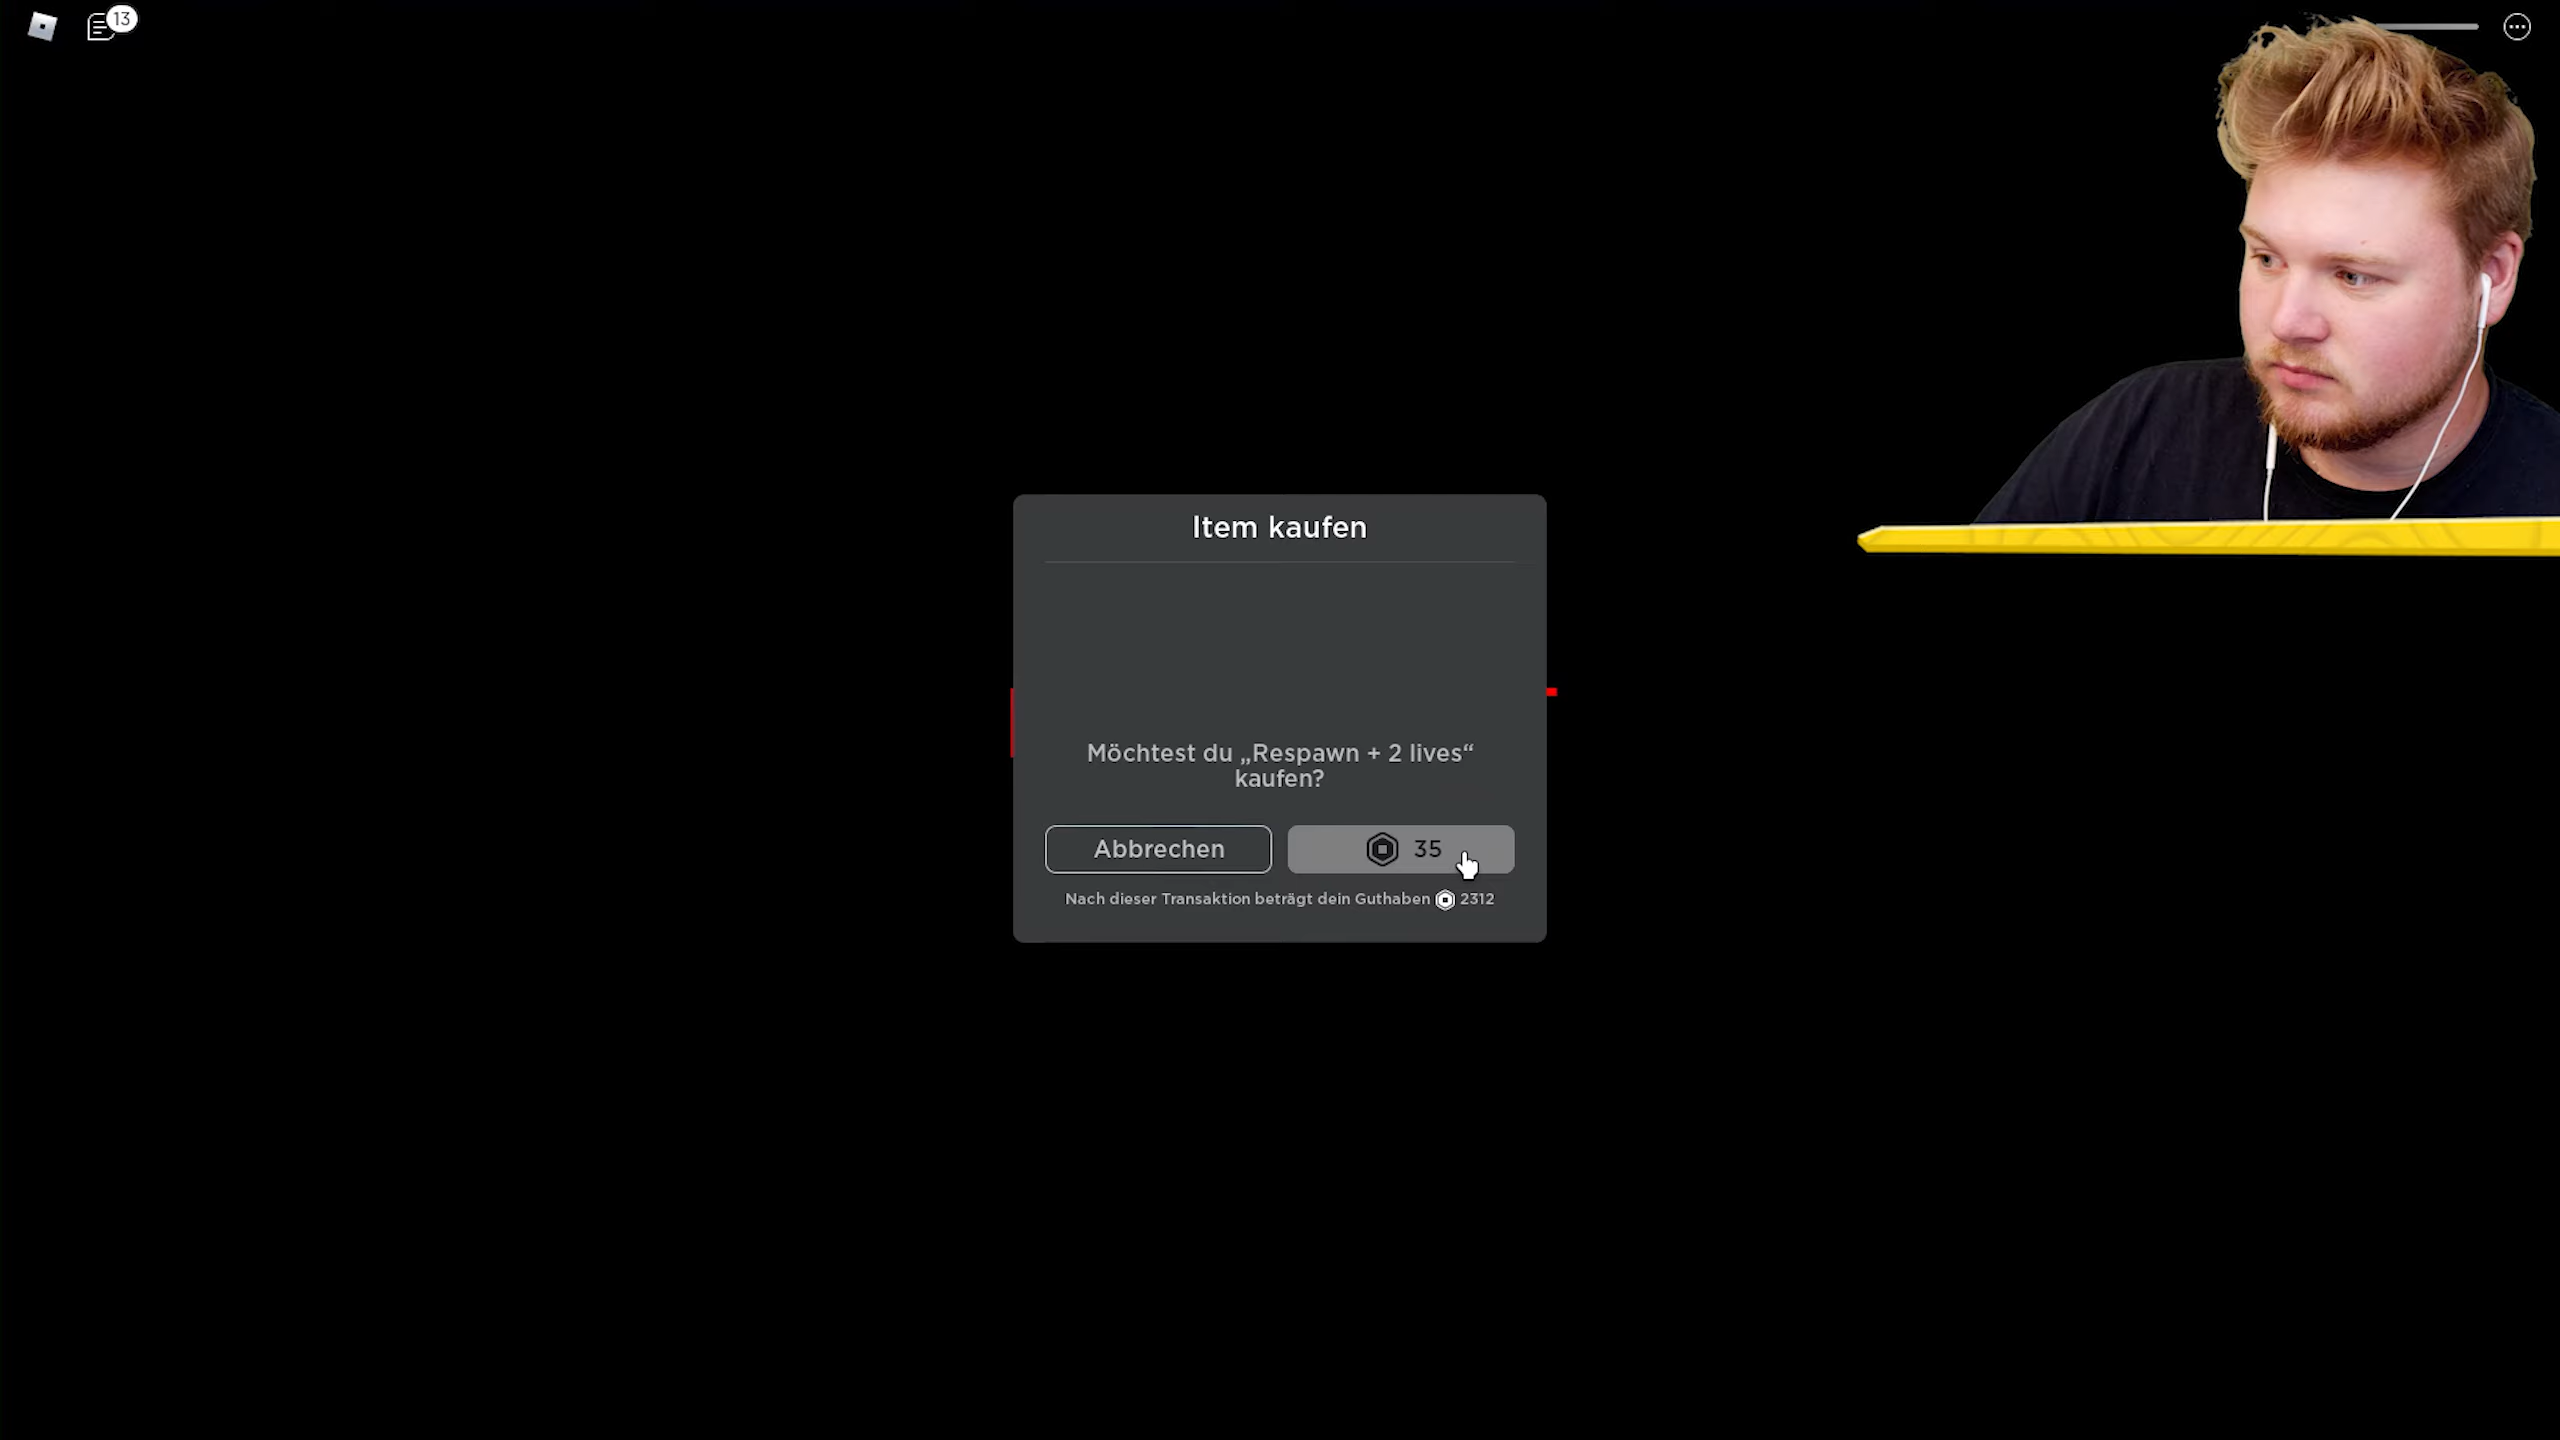 13
Item kaufen
Möchtest du „Respawn + 2 lives“
kaufen?
Abbrechen
35
Nach dieser Transaktion beträgt dein Guthaben 2312